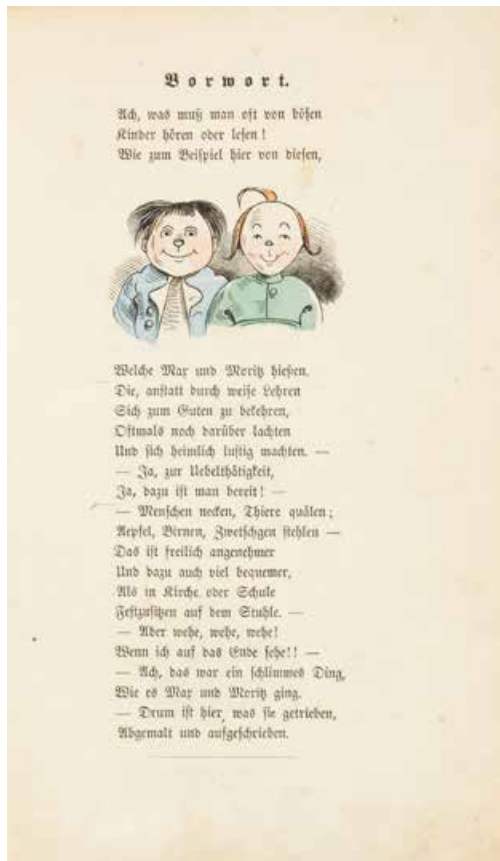 Vorwort.
Ach, was muß man oft von bösen
Kinder hören oder lesen!
Wie zum Beispiel hier von diesen,
Welche Max und Moritz hießen.
Die, anstatt durch weise Lehren
Sich zum Guten zu bekehren,
Oftmals noch darüber lachten
Und sich heimlich lustig machten. —
— Ja, zur Uebelthätigkeit,
Ja, dazu ist man bereit! —
— Menschen necken, Thiere quälen;
Aepfel, Birnen, Zwetschgen stehlen —
Das ist freilich angenehmer
Und dazu auch viel bequemer,
Als in Kirche oder Schule
Festzusitzen auf dem Stuhle. —
— Aber wehe, wehe, wehe!
Wenn ich auf das Ende sehe!! —
— Ach, das war ein schlimmes Ding,
Wie es Max und Moritz ging.
— Drum ist hier, was sie getrieben,
Abgemalt und aufgeschrieben.